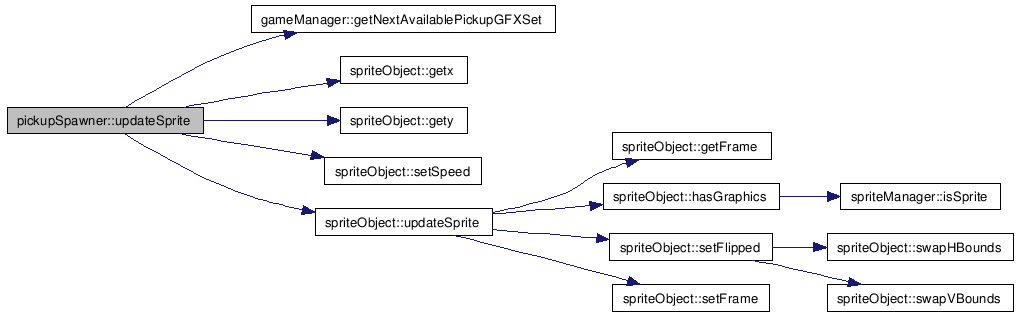 gameManager::getNextAvailablePickupGFXSet
spriteObject::getx
pickupSpawner::updateSprite
spriteObject::gety
spriteObject::getFrame
spriteObject::setSpeed
spriteObject::hasGraphics
spriteManager::isSprite
spriteObject::updateSprite
spriteObject::setFlipped
spriteObject::swapHBounds
spriteObject::setFrame
spriteObject::swapVBounds